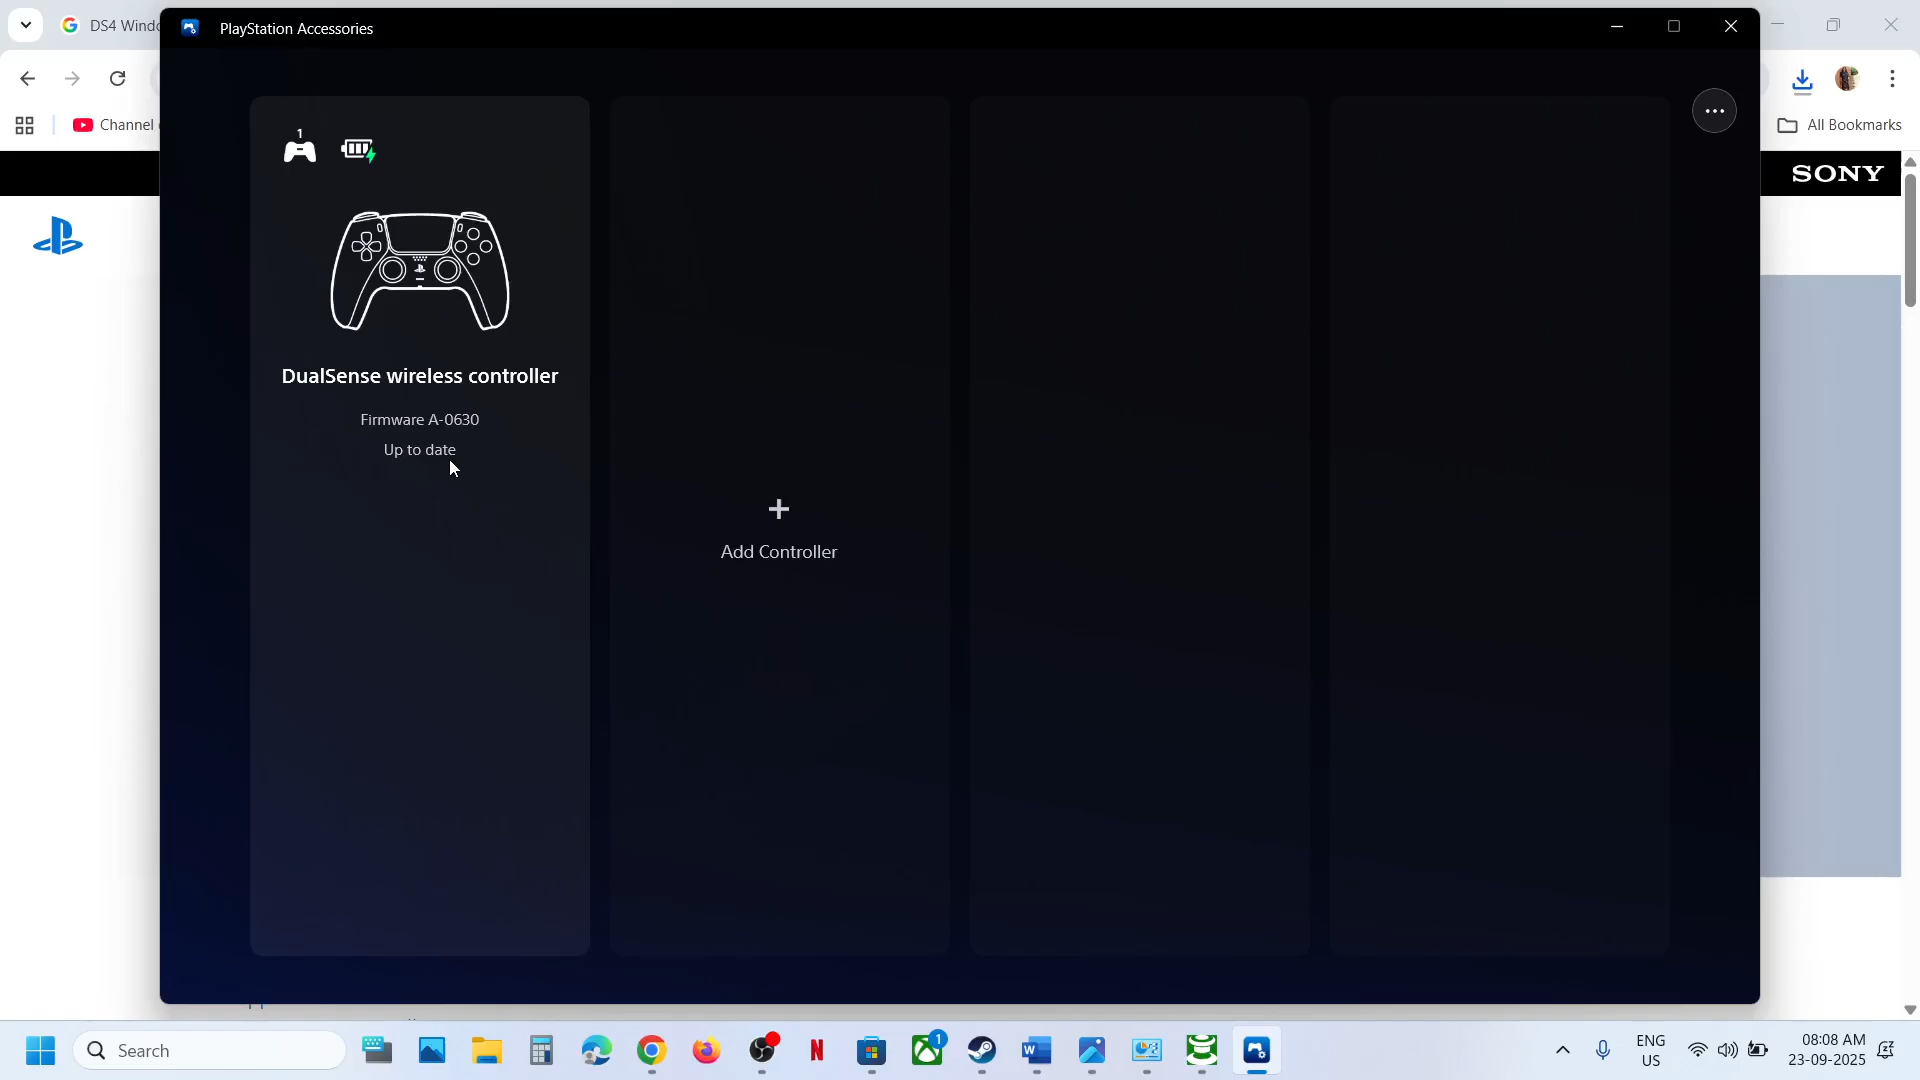 DS4 Windo
PlayStation Accessories
Channel
All Bookmarks
SONY
1
DualSense wireless controller
Firmware A-0630
Up to date
Add Controller
Search
N
1
ENG
US
08:08 AM
23-09-2025